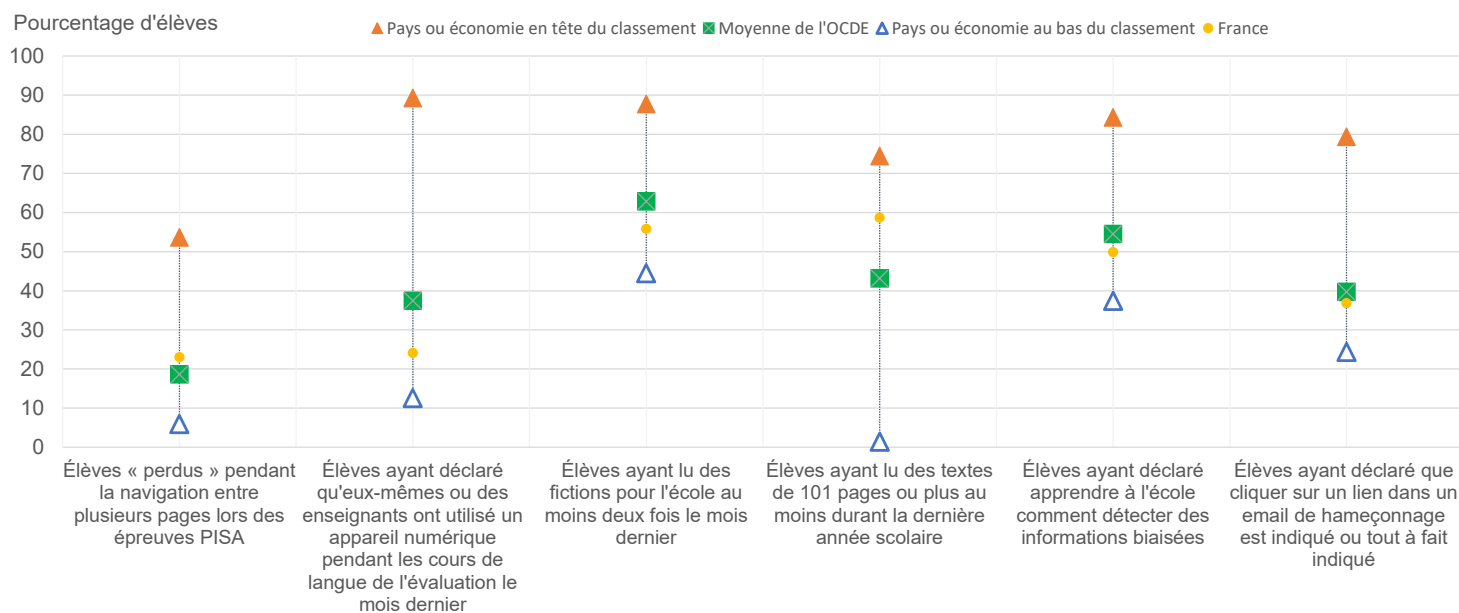 Pourcentage d'élèves
Pays ou économie en tête du classement Moyenne de l'OCDE Pays ou économie au bas du classement France
100
90
80
70
60
50
40
30
20
10
0
Élèves « perdus » pendant
la navigation entre
plusieurs pages lors des
épreuves PISA
Élèves ayant déclaré
qu'eux-mêmes ou des
enseignants ont utilisé un
appareil numérique
pendant les cours de
langue de l'évaluation le
mois dernier
Élèves ayant lu des
fictions pour l'école au
moins deux fois le mois
dernier
Élèves ayant lu des textes
de 101 pages ou plus au
moins durant la dernière
année scolaire
Élèves ayant déclaré
apprendre à l'école
comment détecter des
informations biaisées
Élèves ayant déclaré que
cliquer sur un lien dans un
email de hameçonnage
est indiqué ou tout à fait
indiqué